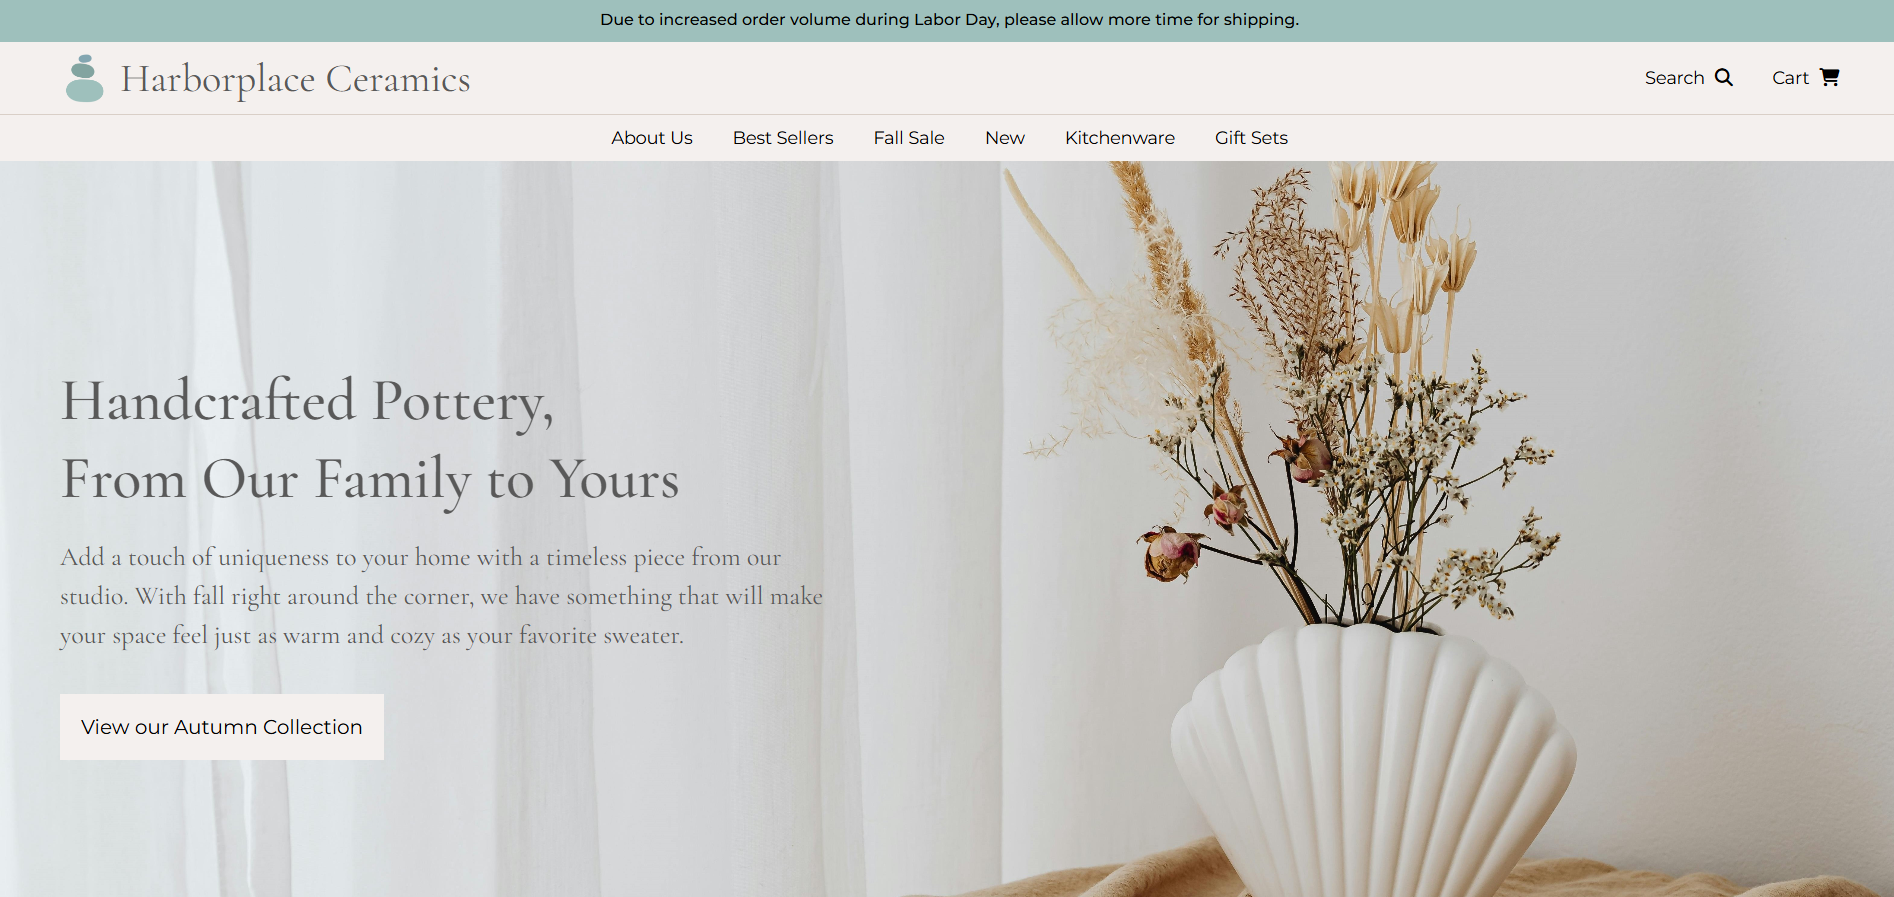 Due to increased order volume during Labor Day, please allow more time for shipping.
Harborplace Ceramics
Search
Cart
About Us
Best Sellers
Fall Sale
New
Kitchenware
Gift Sets
Handcrafted Pottery,
From Our Family to Yours
Add a touch of uniqueness to your home with a timeless piece from our
studio. With fall right around the corner, we have something that will make
your space feel just as warm and cozy as your favorite sweater.
View our Autumn Collection